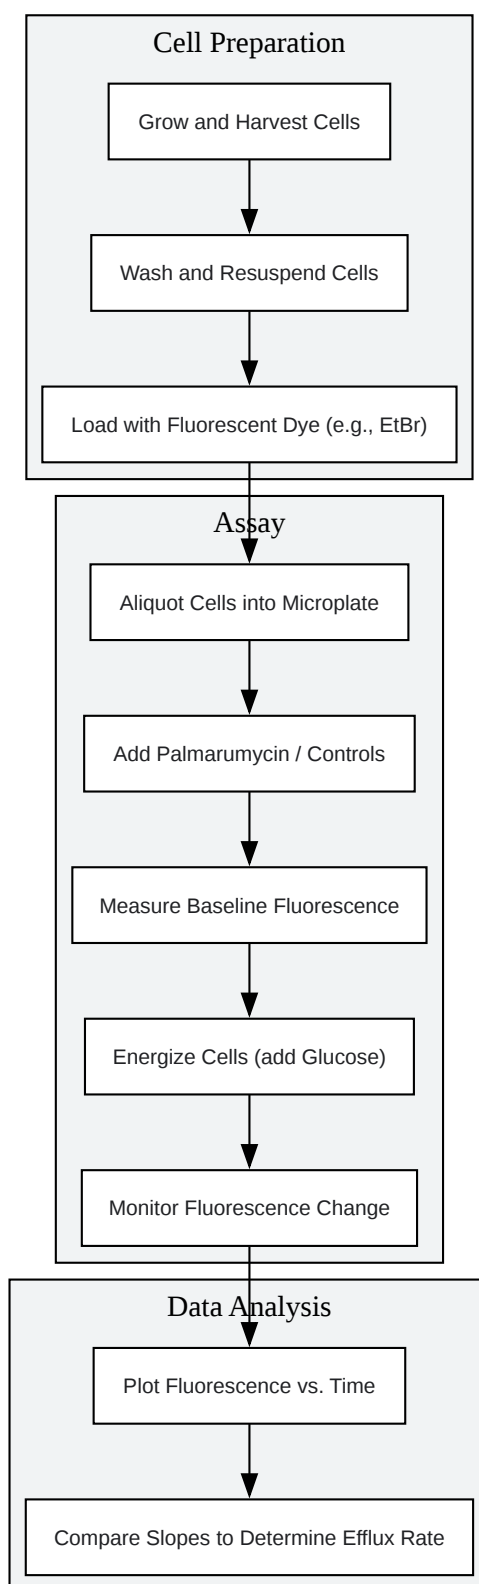 Cell Preparation
Grow and Harvest Cells
Wash and Resuspend Cells
Load with Fluorescent Dye (e.g., EtBr)
Assay
Aliquot Cells into Microplate
Add Palmarumycin / Controls
Measure Baseline Fluorescence
Energize Cells (add Glucose)
Monitor Fluorescence Change
Data Analysis
Plot Fluorescence vs. Time
Compare Slopes to Determine Efflux Rate